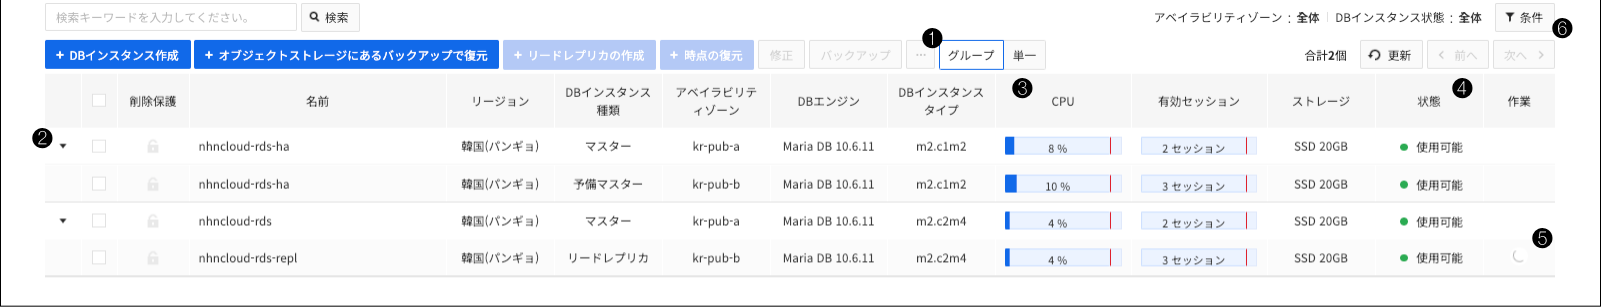 検索キーワードを入力してください。 検索 アベイラビリティゾーン : 全体 DBインスタンス状態 : 全体 条件
6
+ DBインスタンス作成 + オブジェクトストレージにあるバックアップで復元 + リードレプリカの作成 + 時点の復元 修正 バックアップ ... 1 グループ 単一 合計2個 更新 < 前へ 次へ >
削除保護 名前 リージョン DBインスタンス種類 アベイラビリティゾーン DBエンジン DBインスタンスタイプ 3 CPU 有効セッション ストレージ 状態 4 作業
2 nhncloud-rds-ha 韓国(パンギョ) マスター kr-pub-a Maria DB 10.6.11 m2.c1m2 8 % 2 セッション SSD 20GB 使用可能
nhncloud-rds-ha 韓国(パンギョ) 予備マスター kr-pub-b Maria DB 10.6.11 m2.c1m2 10 % 3 セッション SSD 20GB 使用可能
nhncloud-rds 韓国(パンギョ) マスター kr-pub-a Maria DB 10.6.11 m2.c2m4 4 % 2 セッション SSD 20GB 使用可能
nhncloud-rds-repl 韓国(パンギョ) リードレプリカ kr-pub-b Maria DB 10.6.11 m2.c2m4 4 % 3 セッション SSD 20GB 使用可能 5